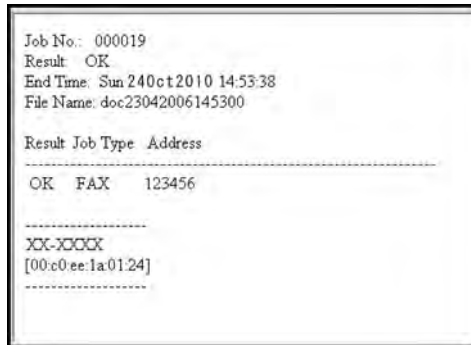 Job No.: 000019
Result: OK
End Time: Sun 24Oct2010 14:53:38
File Name: doc23042006145300
Result Job Type Address
-----------------------------------------------------------------
OK FAX 123456
-------------------
XX-XXXX
[00:c0:ee:1a:01:24]
-------------------